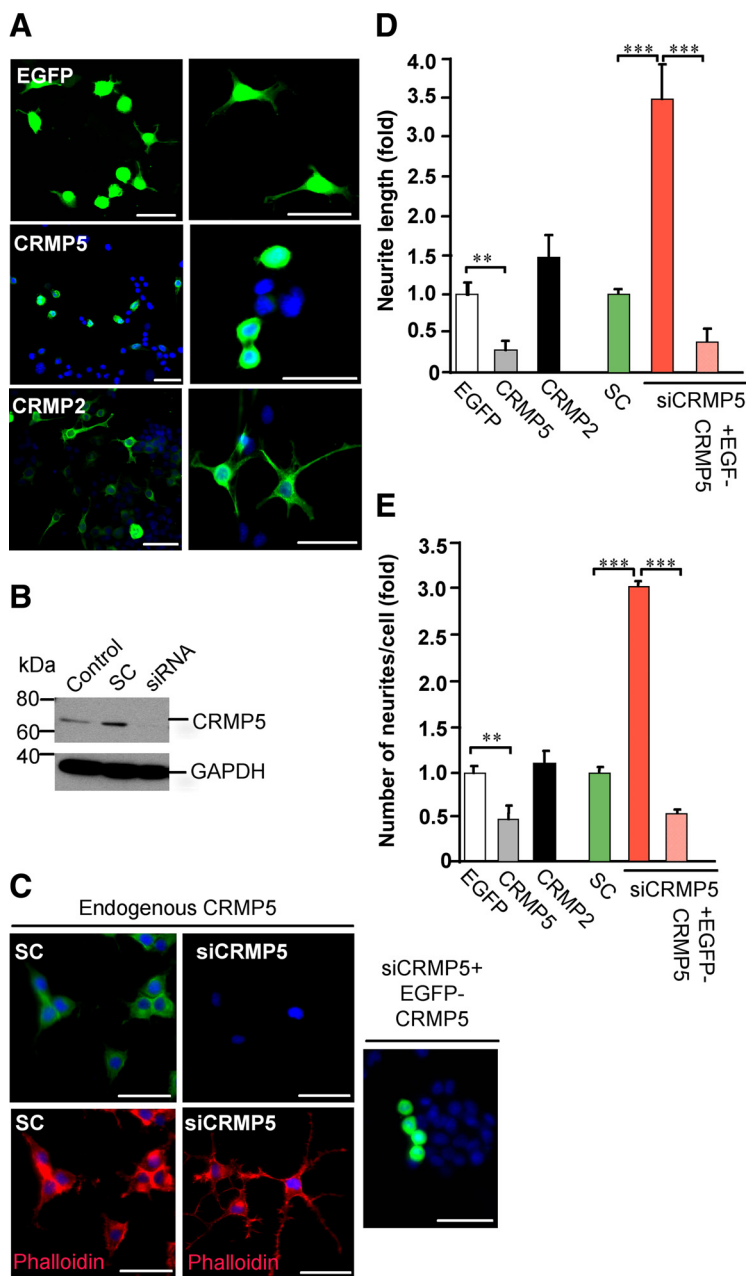 A
EGFP
CRMP5
CRMP2
B
kDa
Control
SC
siRNA
80
60
40
CRMP5
GAPDH
C
Endogenous CRMP5
SC
siCRMP5
SC
siCRMP5
Phalloidin
Phalloidin
siCRMP5+
EGFP-
CRMP5
D
Neurite length (fold)
4.0
3.5
3.0
2.5
2.0
1.5
1.0
0.5
0
**
***
***
EGFP
CRMP5
CRMP2
SC
siCRMP5
+EGF-
CRMP5
E
Number of neurites/cell (fold)
3.5
3.0
2.5
2.0
1.5
1.0
0.5
0
**
***
***
EGFP
CRMP5
CRMP2
SC
siCRMP5
+EGFP-
CRMP5